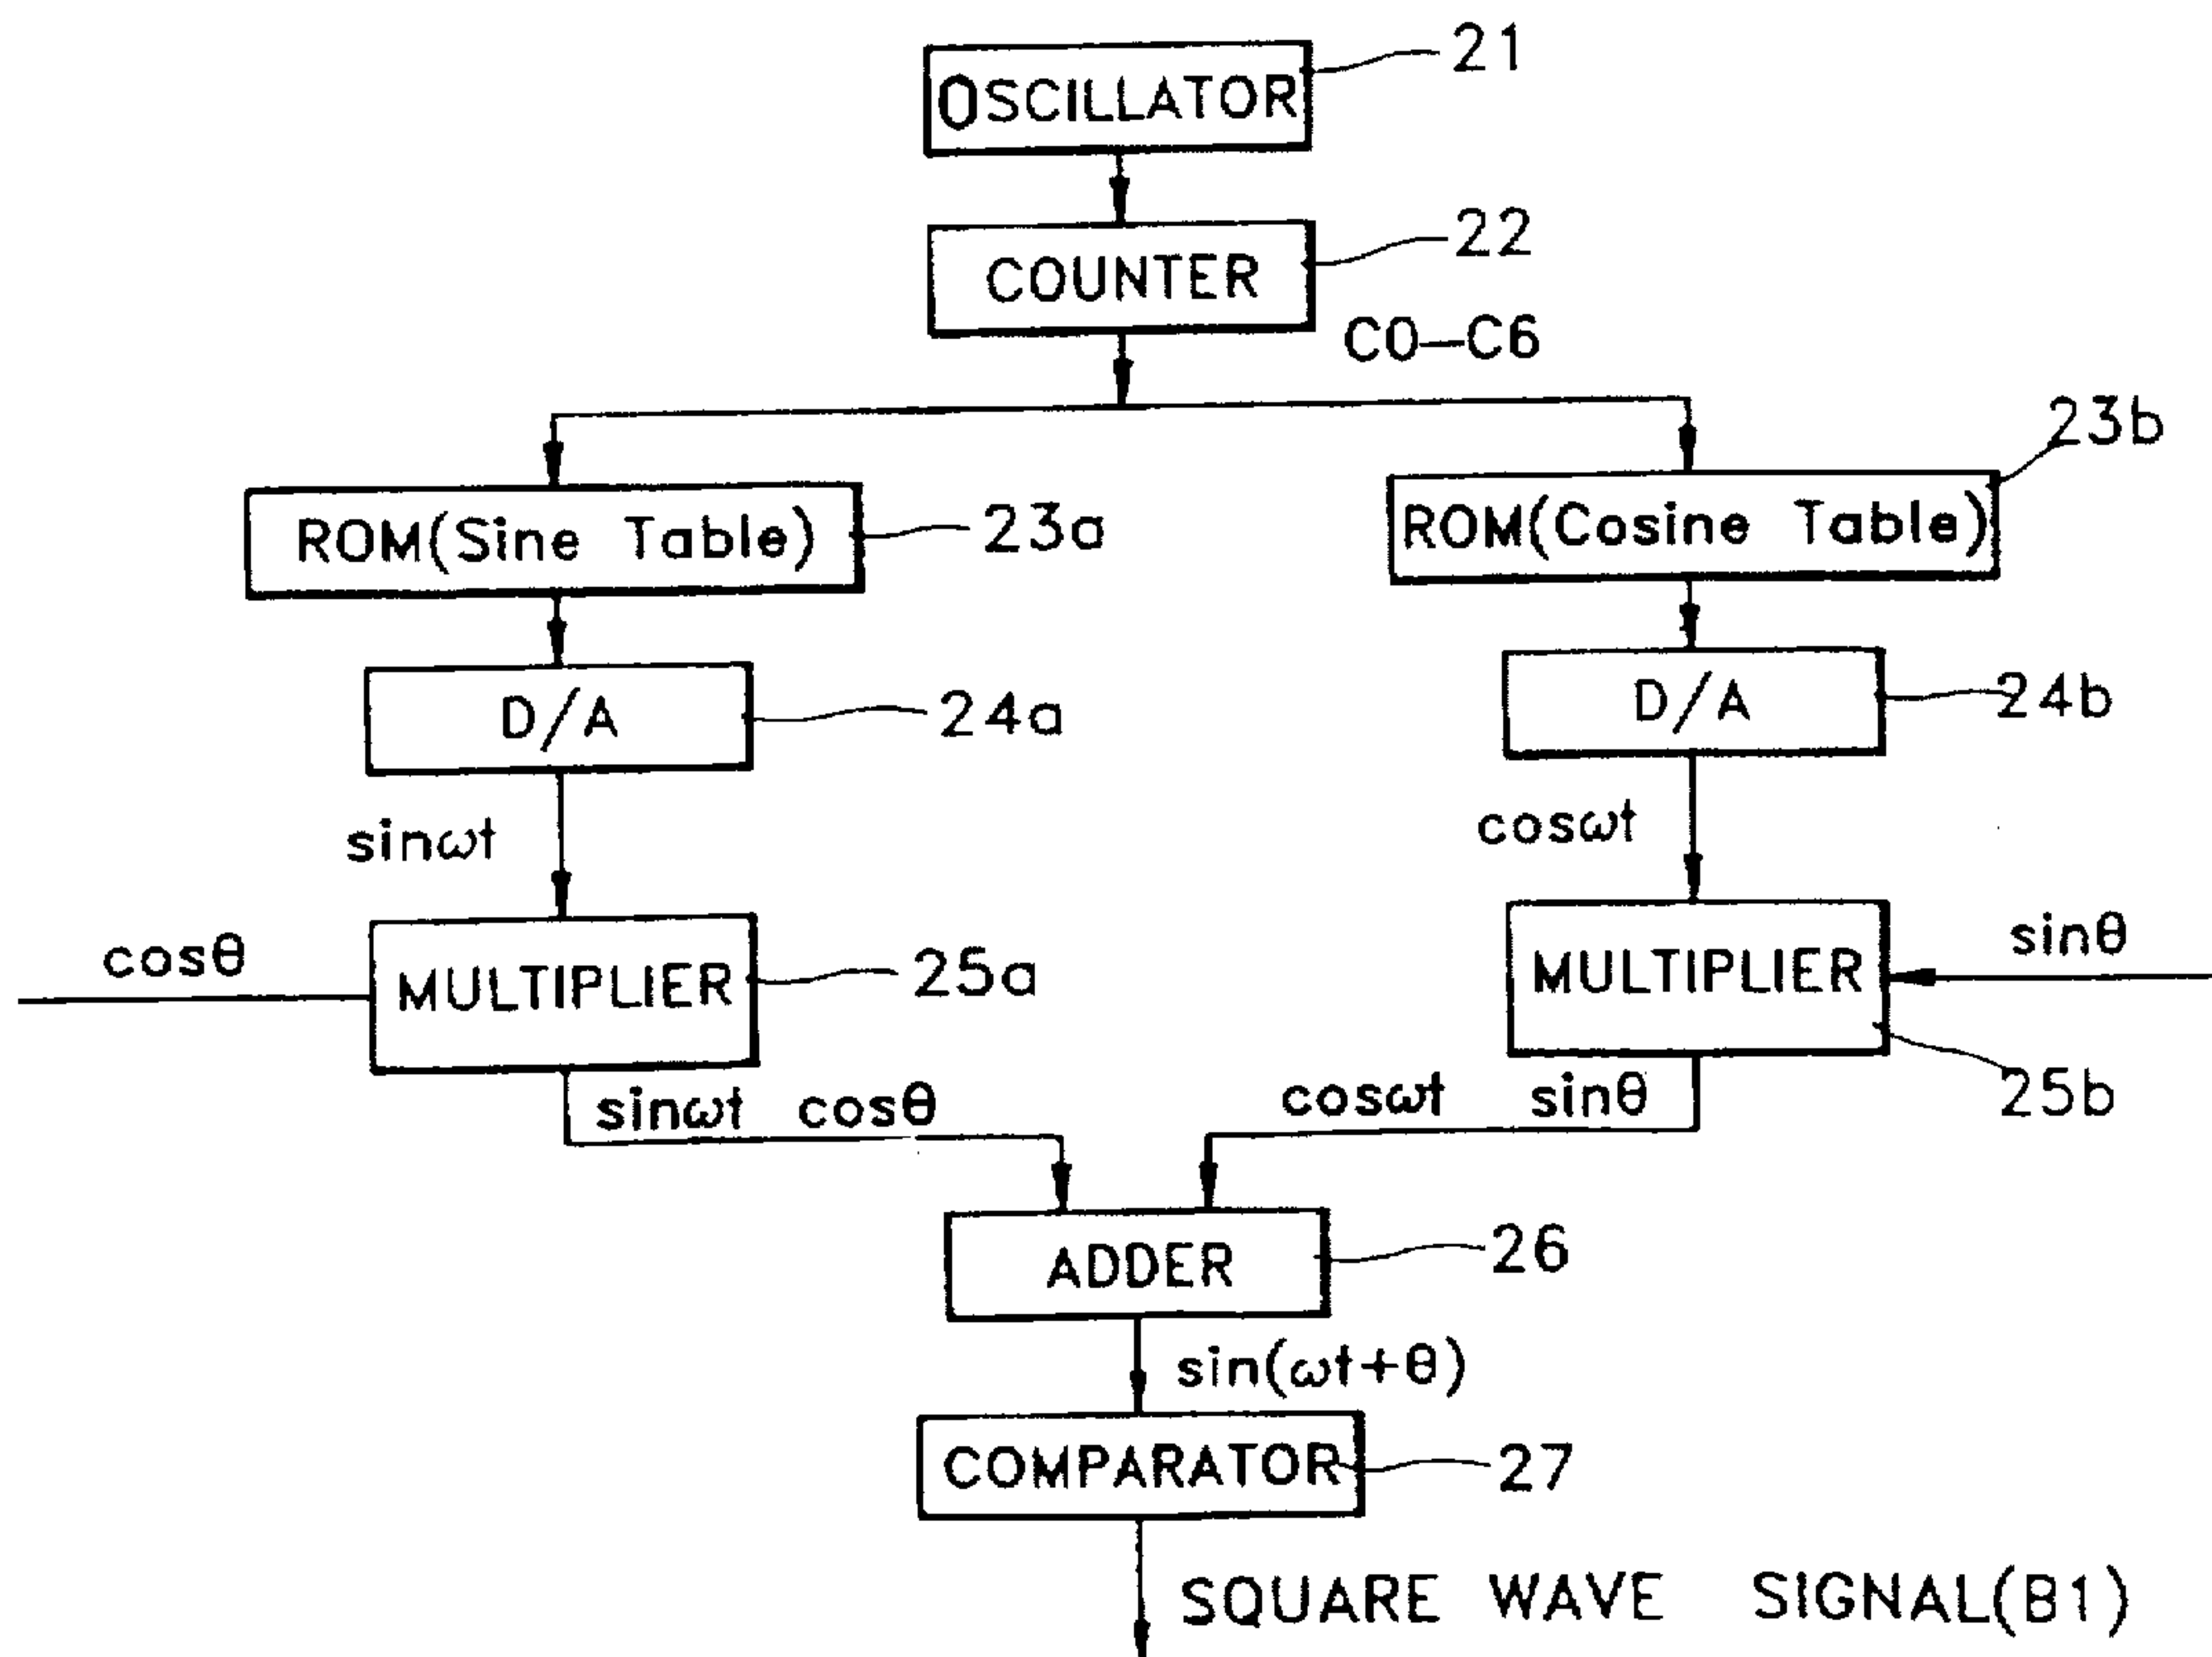 OSCILLATOR
21
COUNTER
22
C0-C6
ROM(Sine Table)
23a
ROM(Cosine Table)
23b
D/A
24a
D/A
24b
sinωt
cosωt
cosθ
MULTIPLIER
25a
MULTIPLIER
sinθ
25b
sinωt cosθ
cosωt sinθ
ADDER
26
sin(ωt+θ)
COMPARATOR
27
SQUARE WAVE SIGNAL(B1)